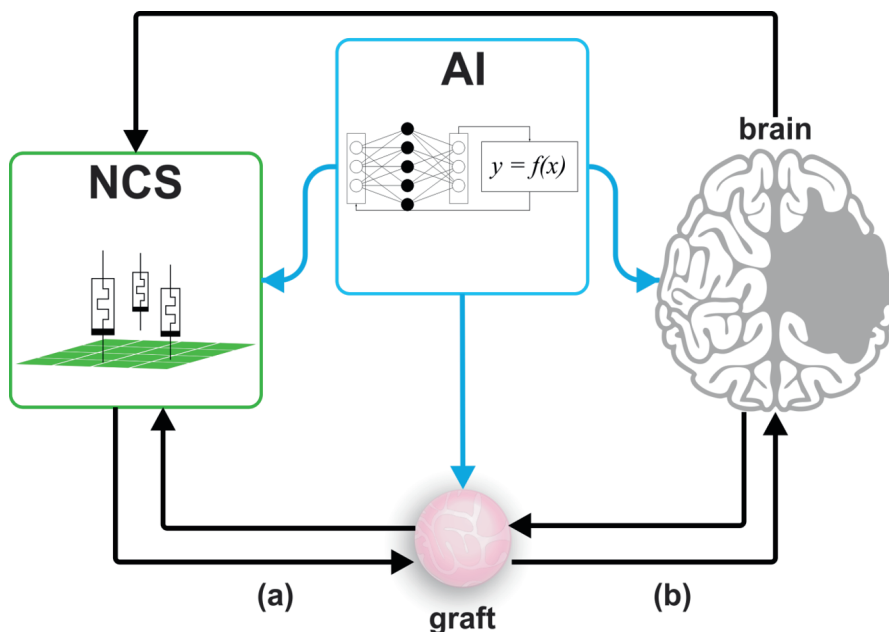 AI
brain
NCS
y = f(x)
(a)
(b)
graft